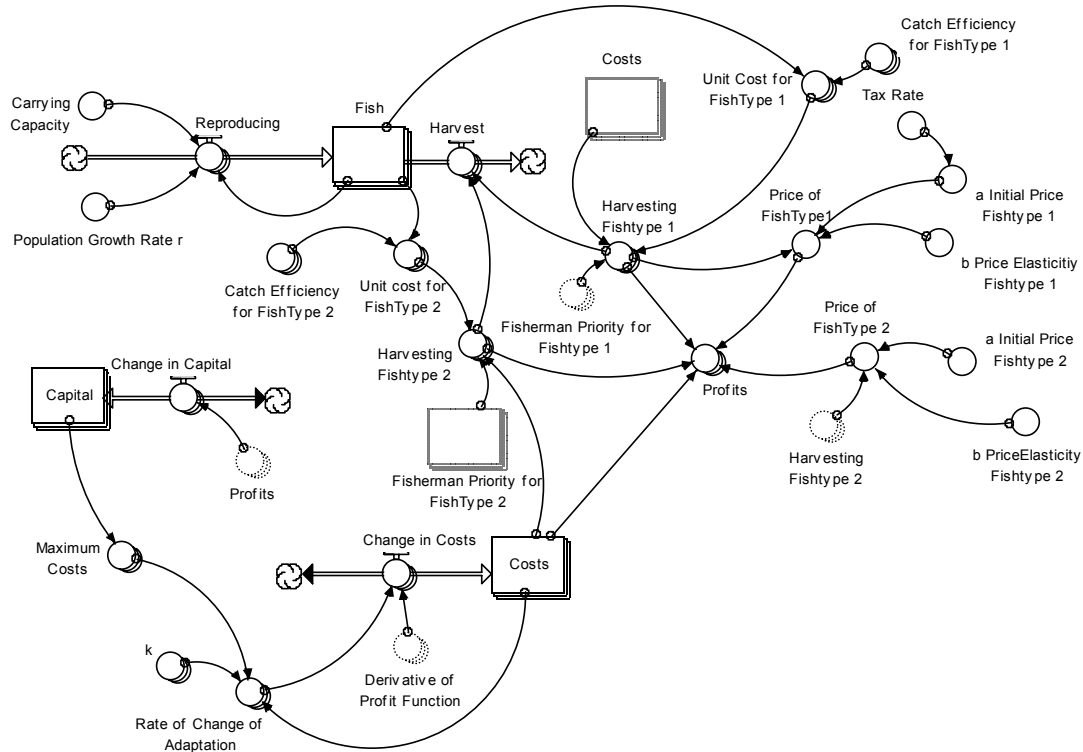 Catch Efficiency
for FishType 1
Costs
Unit Cost for
FishType 1
Tax Rate
Carrying
Capacity
Fish
Reproducing
Harvest
a Initial Price
Fishtype 1
Harvesting
Fishtype 1
Price of
FishType1
Population Growth Rate r
b Price Elasticitiy
Fishtype 1
Catch Efficiency
for FishType 2
Unit cost for
FishType 2
Fisherman Priority for
Fishtype 1
Price of
FishType 2
a Initial Price
Fishtype 2
Harvesting
Fishtype 2
Profits
Change in Capital
Capital
Harvesting
Fishtype 2
b PriceElasticity
Fishtype 2
Profits
Fisherman Priority for
FishType 2
Maximum
Costs
Change in Costs
Costs
k
Derivative of
Profit Function
Rate of Change of
Adaptation